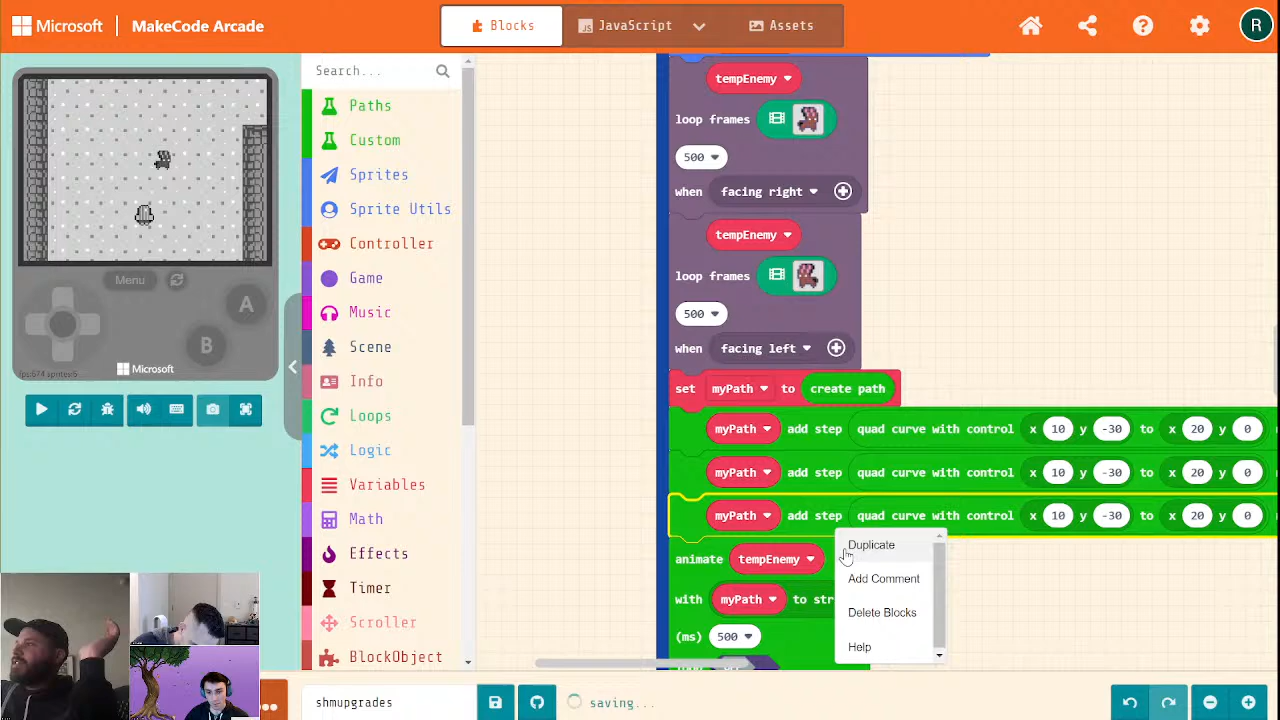 Microsoft | MakeCode Arcade
Blocks
JavaScript
Assets
R
Menu
A
B
Microsoft
Search...
Paths
Custom
Sprites
Sprite Utils
Controller
Game
Music
Scene
Info
Loops
Logic
Variables
Math
Effects
Timer
Scroller
BlockObject
tempEnemy
loop frames
500
when facing right
tempEnemy
loop frames
500
when facing left
set myPath to create path
myPath add step quad curve with control x 10 y -30 to x 20 y 0
myPath add step quad curve with control x 10 y -30 to x 20 y 0
myPath add step quad curve with control x 10 y -30 to x 20 y 0
animate tempEnemy
with myPath to str
(ms) 500
Duplicate
Add Comment
Delete Blocks
Help
shmupgrades
saving...